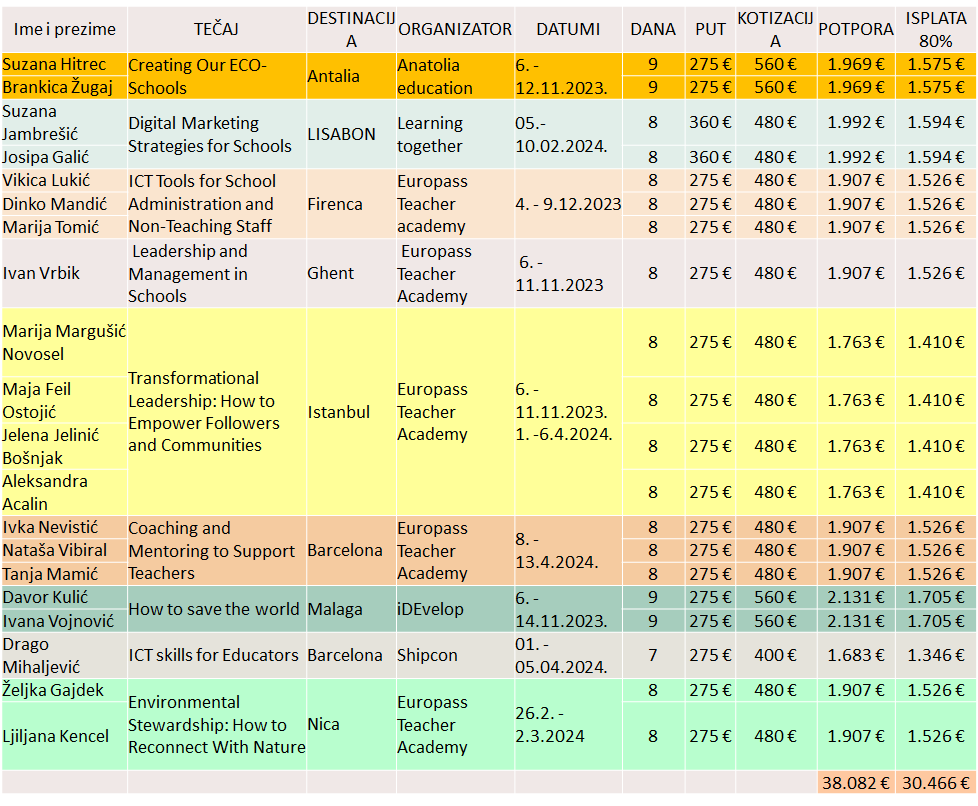 Ime i prezime TEČAJ DESTINACIJ
A ORGANIZATOR DATUMI DANA PUT KOTIZACIJ
A POTPORA ISPLATA
80%
Suzana Hitrec Creating Our ECO-
Schools Antalia Anatolia
education 6. -
12.11.2023. 9 275 € 560 € 1.969 € 1.575 €
Brankica Žugaj 9 275 € 560 € 1.969 € 1.575 €
Suzana
Jambrešić Digital Marketing
Strategies for Schools LISABON Learning
together 05.-
10.02.2024. 8 360 € 480 € 1.992 € 1.594 €
Josipa Galić 8 360 € 480 € 1.992 € 1.594 €
Vikica Lukić ICT Tools for School
Administration and
Non-Teaching Staff Firenca Europass
Teacher
academy 4. - 9.12.2023 8 275 € 480 € 1.907 € 1.526 €
Dinko Mandić 8 275 € 480 € 1.907 € 1.526 €
Marija Tomić 8 275 € 480 € 1.907 € 1.526 €
Ivan Vrbik Leadership and
Management in
Schools Ghent Europass
Teacher
Academy 6. -
11.11.2023 8 275 € 480 € 1.907 € 1.526 €
Marija Margušić
Novosel Transformational
Leadership: How to
Empower Followers
and Communities Istanbul Europass
Teacher
Academy 6. -
11.11.2023.
1. -6.4.2024. 8 275 € 480 € 1.763 € 1.410 €
Maja Feil
Ostojić 8 275 € 480 € 1.763 € 1.410 €
Jelena Jelinić
Bošnjak 8 275 € 480 € 1.763 € 1.410 €
Aleksandra
Acalin 8 275 € 480 € 1.763 € 1.410 €
Ivka Nevistić Coaching and
Mentoring to Support
Teachers Barcelona Europass
Teacher
Academy 8. -
13.4.2024. 8 275 € 480 € 1.907 € 1.526 €
Nataša Vibiral 8 275 € 480 € 1.907 € 1.526 €
Tanja Mamić 8 275 € 480 € 1.907 € 1.526 €
Davor Kulić How to save the world Malaga iDEvelop 6. -
14.11.2023. 9 275 € 560 € 2.131 € 1.705 €
Ivana Vojnović 9 275 € 560 € 2.131 € 1.705 €
Drago
Mihaljević ICT skills for Educators Barcelona Shipcon 01. -
05.04.2024. 7 275 € 400 € 1.683 € 1.346 €
Željka Gajdek Environmental
Stewardship: How to
Reconnect With Nature Nica Europass
Teacher
Academy 26.2. -
2.3.2024 8 275 € 480 € 1.907 € 1.526 €
Ljiljana Kencel 8 275 € 480 € 1.907 € 1.526 €
38.082 € 30.466 €